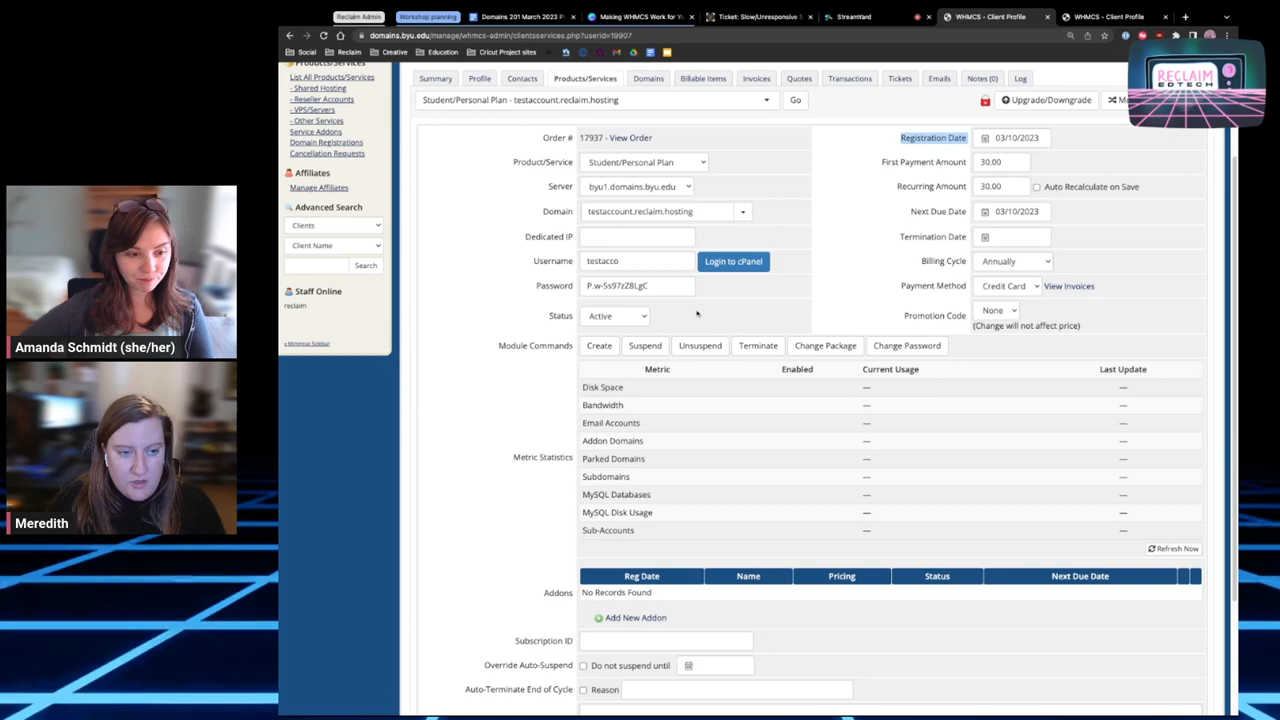 Reclaim Admin
Workshop planning
Domains 201 March 2023
Making WHMCS Work for Y
Ticket: Slow/Unresponsive S
StreamYard
WHMCS - Client Profile
WHMCS - Client Profile
domains.byu.edu/manage/whmcs-admin/clientsservices.php?userid=19907
Social
Reclaim
Creative
Education
Cricut Project sites
RECLAIM
EDTECH
Products/Services
List All Products/Services
- Shared Hosting
- Reseller Accounts
- VPS/Servers
- Other Services
Service Addons
Domain Registrations
Cancellation Requests
Affiliates
Manage Affiliates
Advanced Search
Clients
Client Name
Search
Staff Online
reclaim
« Minimise Sidebar
Summary
Profile
Contacts
Products/Services
Domains
Billable Items
Invoices
Quotes
Transactions
Tickets
Emails
Notes (0)
Log
Student/Personal Plan - testaccount.reclaim.hosting
Go
Upgrade/Downgrade
Order # 17937 - View Order
Registration Date 03/10/2023
Product/Service Student/Personal Plan
First Payment Amount 30.00
Server byu1.domains.byu.edu
Recurring Amount 30.00 Auto Recalculate on Save
Domain testaccount.reclaim.hosting
Next Due Date 03/10/2023
Dedicated IP
Termination Date
Username testacco Login to cPanel
Billing Cycle Annually
Password P.w-5s97zZ8LgC
Payment Method Credit Card View Invoices
Status Active
Promotion Code None
(Change will not affect price)
Module Commands Create Suspend Unsuspend Terminate Change Package Change Password
Metric Enabled Current Usage Last Update
Disk Space — —
Bandwidth — —
Email Accounts — —
Addon Domains — —
Metric Statistics
Parked Domains — —
Subdomains — —
MySQL Databases — —
MySQL Disk Usage — —
Sub-Accounts — —
Refresh Now
Reg Date Name Pricing Status Next Due Date
Addons No Records Found
Add New Addon
Subscription ID
Override Auto-Suspend Do not suspend until
Auto-Terminate End of Cycle Reason
Amanda Schmidt (she/her)
Meredith